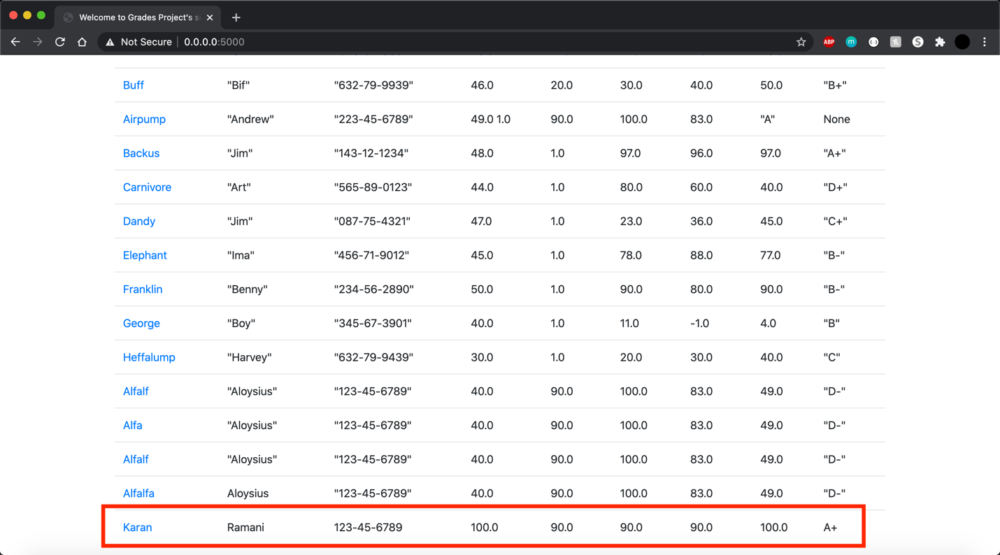 Welcome to Grades Project's s
Not Secure 0.0.0.0:5000 ABP m
Buff "Bif" "632-79-9939" 46.0 20.0 30.0 40.0 50.0 "B+"
Airpump "Andrew" "223-45-6789" 49.0 1.0 90.0 100.0 83.0 "A" None
Backus "Jim" "143-12-1234" 48.0 1.0 97.0 96.0 97.0 "A+"
Carnivore "Art" "565-89-0123" 44.0 1.0 80.0 60.0 40.0 "D+"
Dandy "Jim" "087-75-4321" 47.0 1.0 23.0 36.0 45.0 "C+"
Elephant "Ima" "456-71-9012" 45.0 1.0 78.0 88.0 77.0 "B-"
Franklin "Benny" "234-56-2890" 50.0 1.0 90.0 80.0 90.0 "B-"
George "Boy" "345-67-3901" 40.0 1.0 11.0 -1.0 4.0 "B"
Heffalump "Harvey" "632-79-9439" 30.0 1.0 20.0 30.0 40.0 "C"
Alfalf "Aloysius" "123-45-6789" 40.0 90.0 100.0 83.0 49.0 "D-"
Alfa "Aloysius" "123-45-6789" 40.0 90.0 100.0 83.0 49.0 "D-"
Alfalf "Aloysius" "123-45-6789" 40.0 90.0 100.0 83.0 49.0 "D-"
Alfalfa Aloysius "123-45-6789" 40.0 90.0 100.0 83.0 49.0 "D-"
Karan Ramani 123-45-6789 100.0 90.0 90.0 90.0 100.0 A+